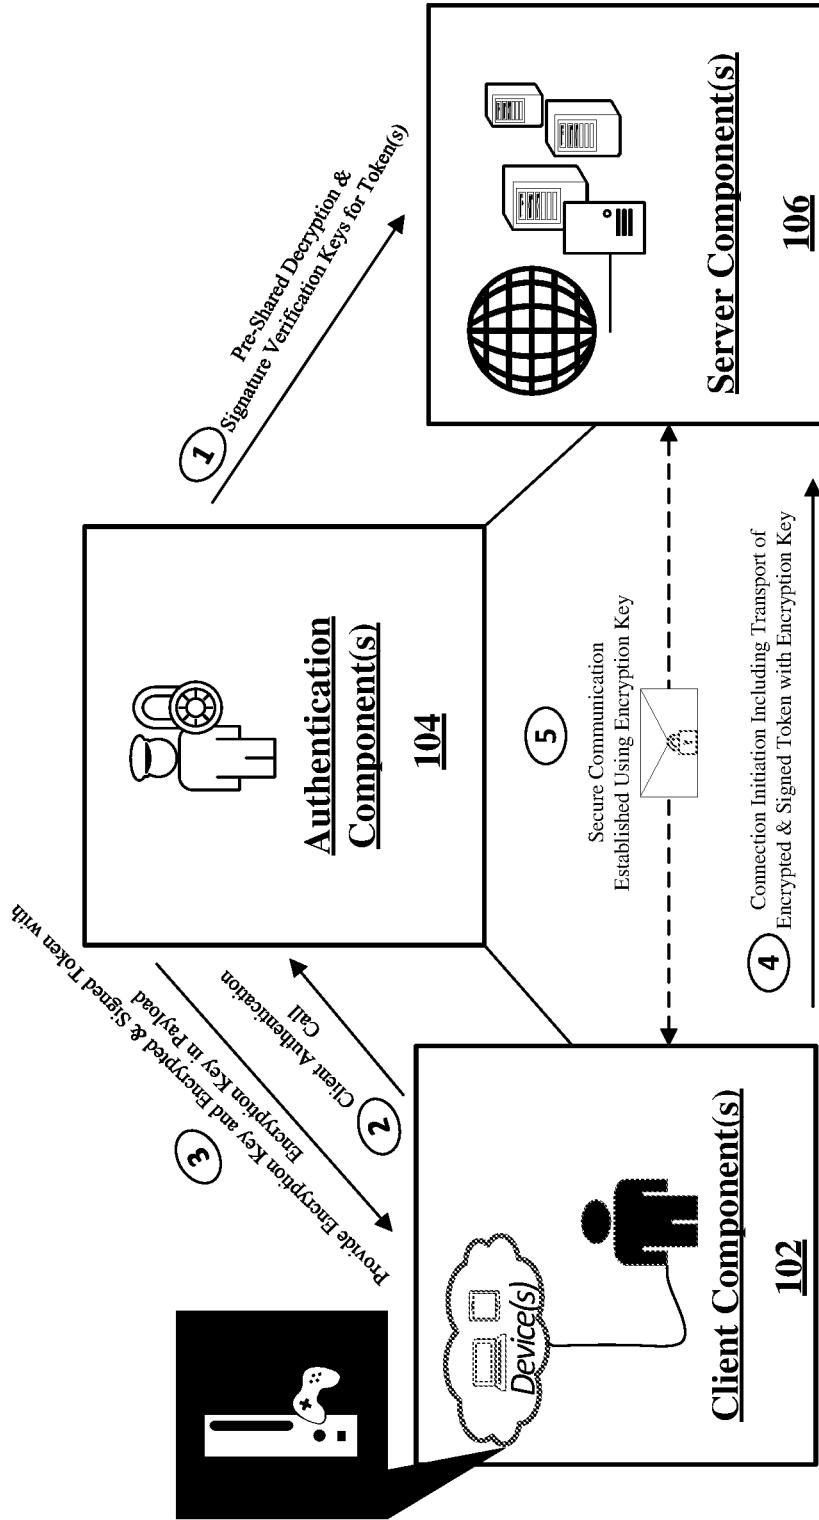 1
Pre-Shared Decryption &
Signature Verification Keys for Token(s)
2
Client Authentication
Call
3
Provide Encryption Key and Encrypted & Signed Token with
Encryption Key in Payload
Authentication
Component(s)
104
5
Secure Communication
Established Using Encryption Key
4
Connection Initiation Including Transport of
Encrypted & Signed Token with Encryption Key
Device(s)
Client Component(s)
102
Server Component(s)
106